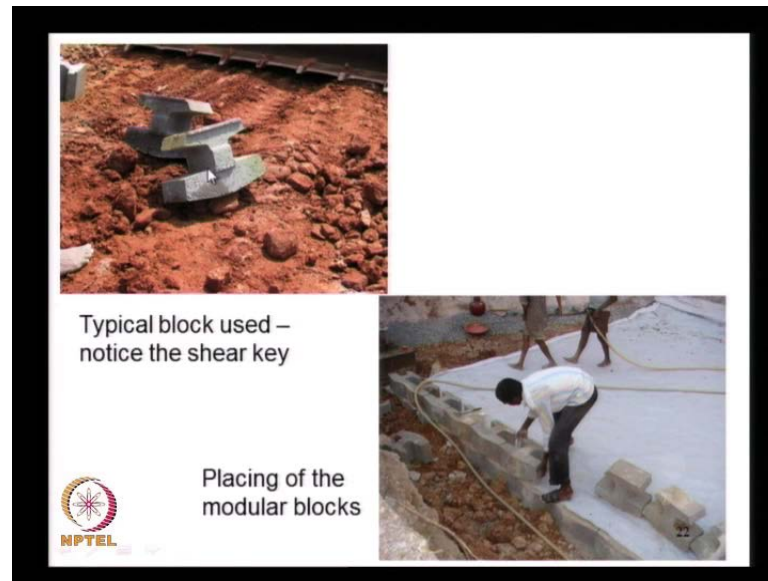 Typical block used –
notice the shear key
Placing of the
modular blocks
NPTEL
22